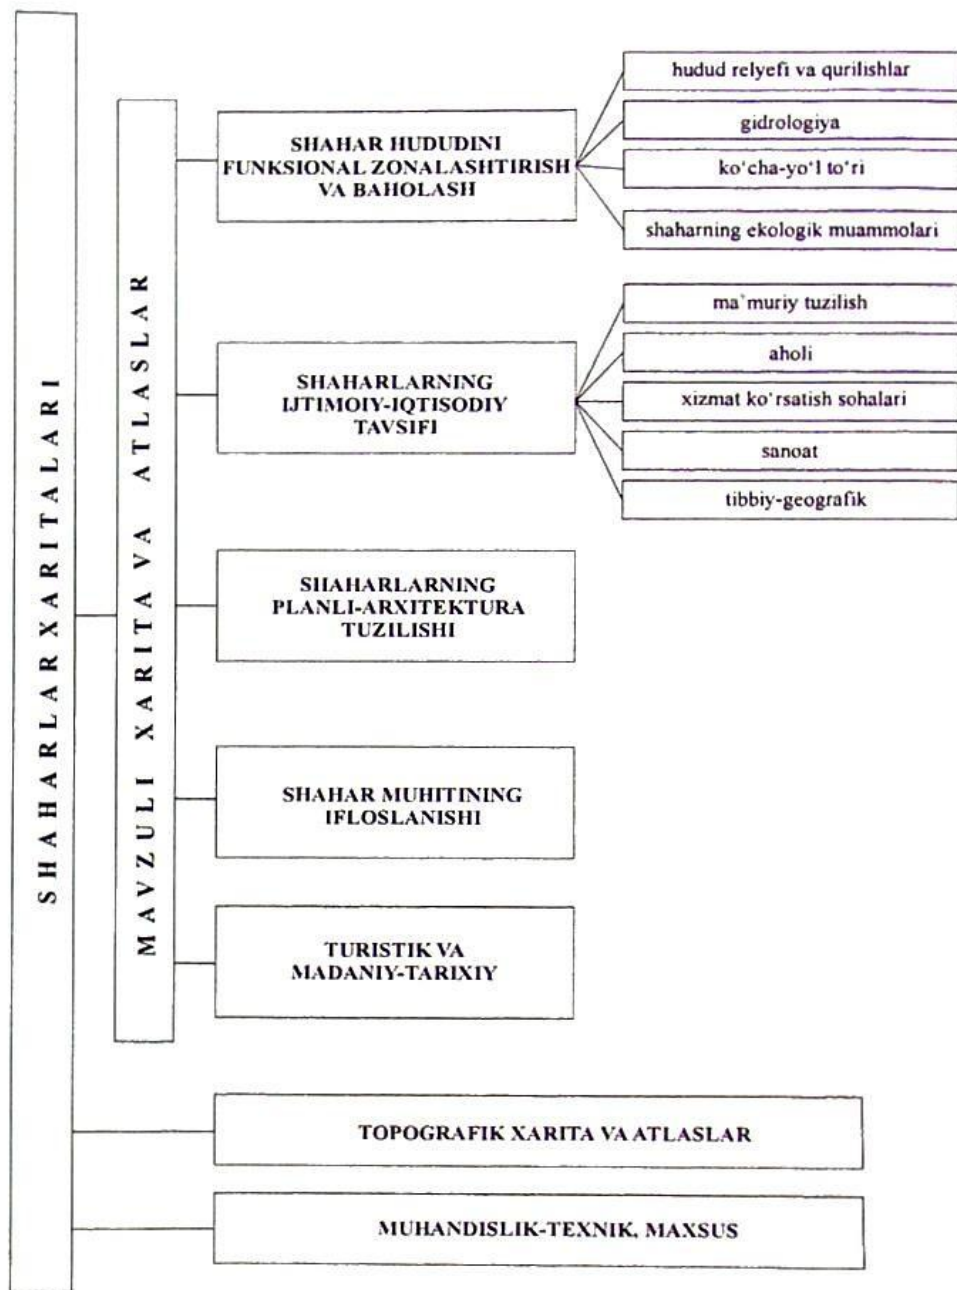 SHAHARLAR XARITALARI
MAVZULI XARITA VA ATLASLAR
SHAHAR HUDUDINI
FUNKSIONAL ZONALASHTIRISH
VA BAHOLASH
hudud relyefi va qurilishlar
gidrologiya
ko‘cha-yo‘l to‘ri
shaharning ekologik muammolari
SHAHARLARNING
IJTIMOIY-IQTISODIY
TAVSIFI
ma’muriy tuzilish
aholi
xizmat ko‘rsatish sohalari
sanoat
tibbiy-geografik
SHAHARLARNING
PLANLI-ARXITEKTURA
TUZILISHI
SHAHAR MUHITINING
IFLOSLANISHI
TURISTIK VA
MADANIY-TARIXIY
TOPOGRAFIK XARITA VA ATLASLAR
MUHANDISLIK-TEXNIK, MAXSUS